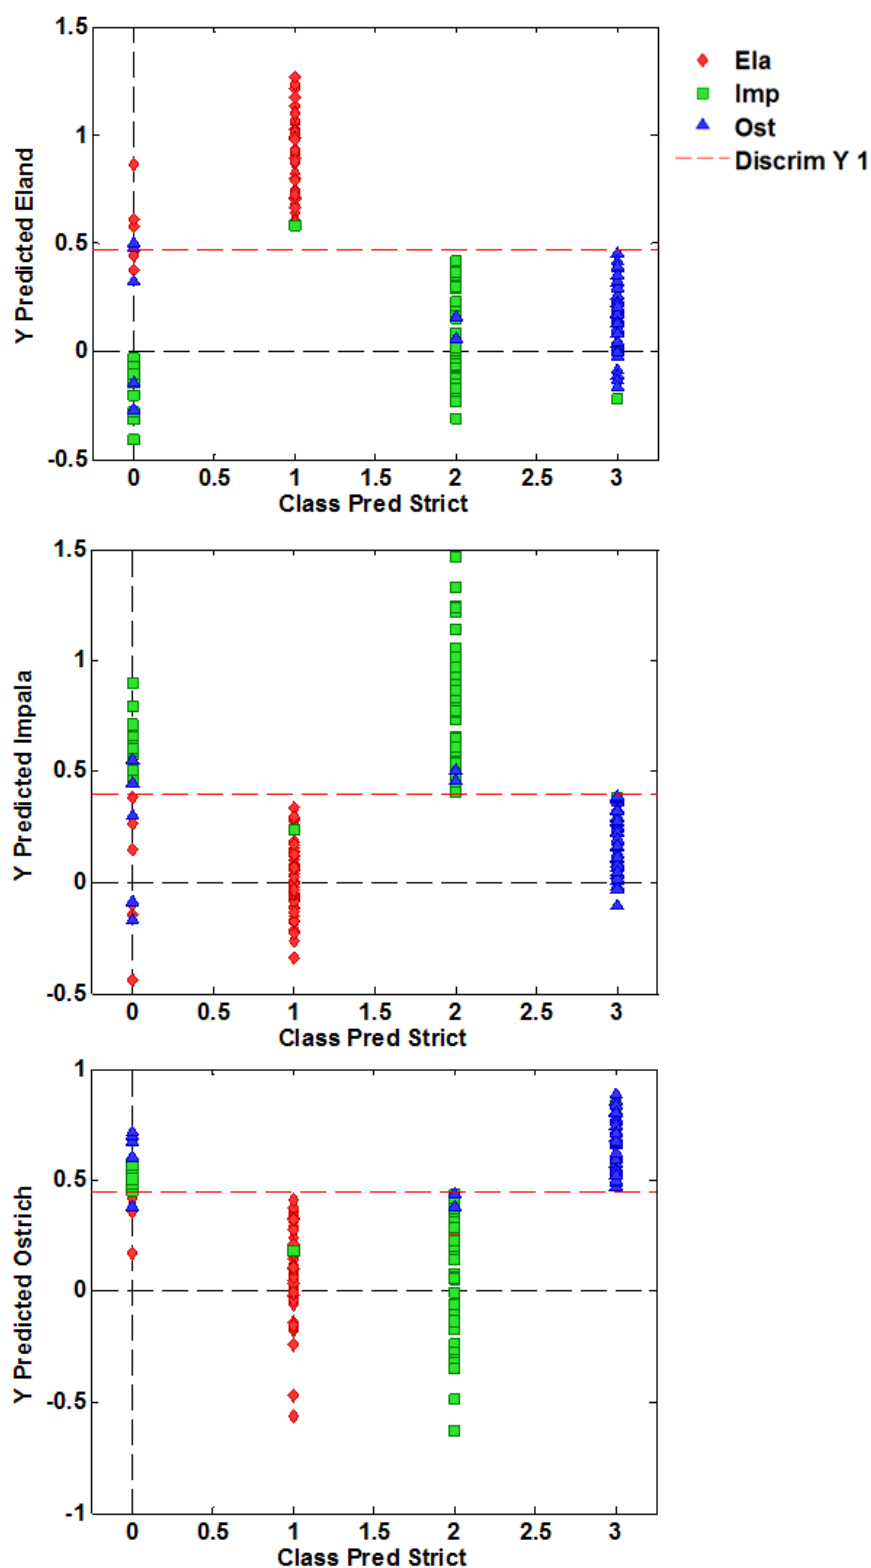 1.5
1
0.5
0
-0.5
Y Predicted Eland
0 0.5 1 1.5 2 2.5 3
Class Pred Strict
Ela
Imp
Ost
Discrim Y 1
1.5
1
0.5
0
-0.5
Y Predicted Impala
0 0.5 1 1.5 2 2.5 3
Class Pred Strict
1
0.5
0
-0.5
-1
Y Predicted Ostrich
0 0.5 1 1.5 2 2.5 3
Class Pred Strict